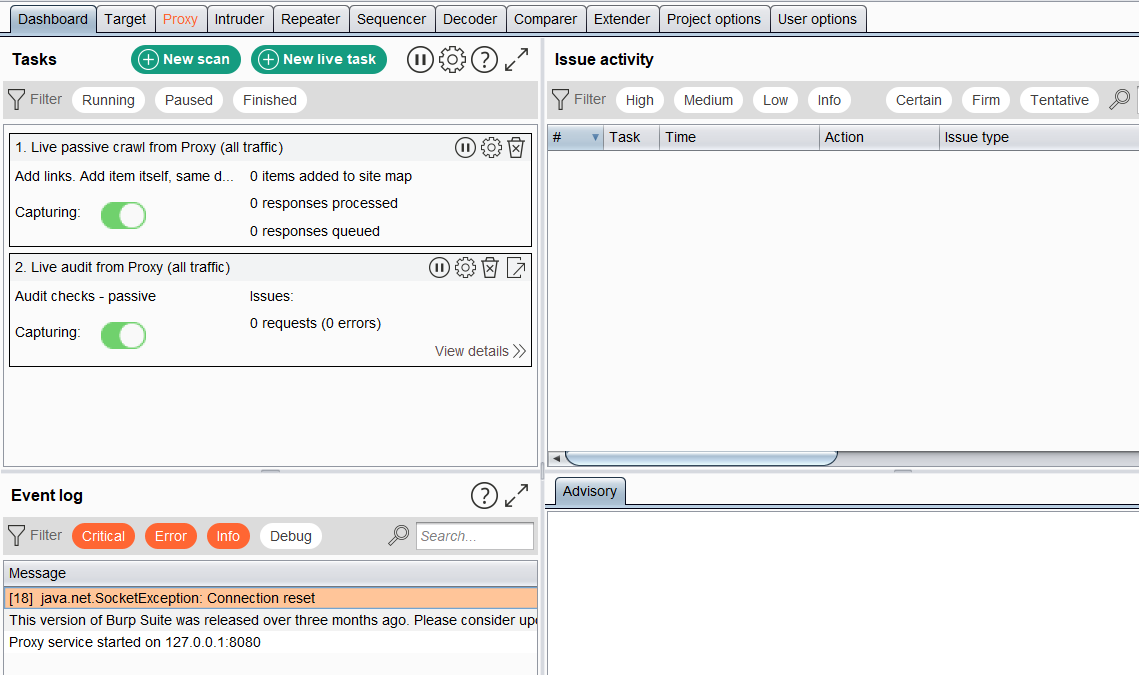 Dashboard Target Proxy Intruder Repeater Sequencer Decoder Comparer Extender Project options User options
Tasks
New scan
New live task
Filter Running Paused Finished
1. Live passive crawl from Proxy (all traffic)
Add links. Add item itself, same d... 0 items added to site map
0 responses processed
Capturing:
0 responses queued
2. Live audit from Proxy (all traffic)
Audit checks - passive Issues:
0 requests (0 errors)
Capturing:
View details
Issue activity
Filter High Medium Low Info Certain Firm Tentative
# Task Time Action Issue type
Event log
Filter Critical Error Info Debug Search...
Message
[18] java.net.SocketException: Connection reset
This version of Burp Suite was released over three months ago. Please consider
Proxy service started on 127.0.0.1:8080
Advisory